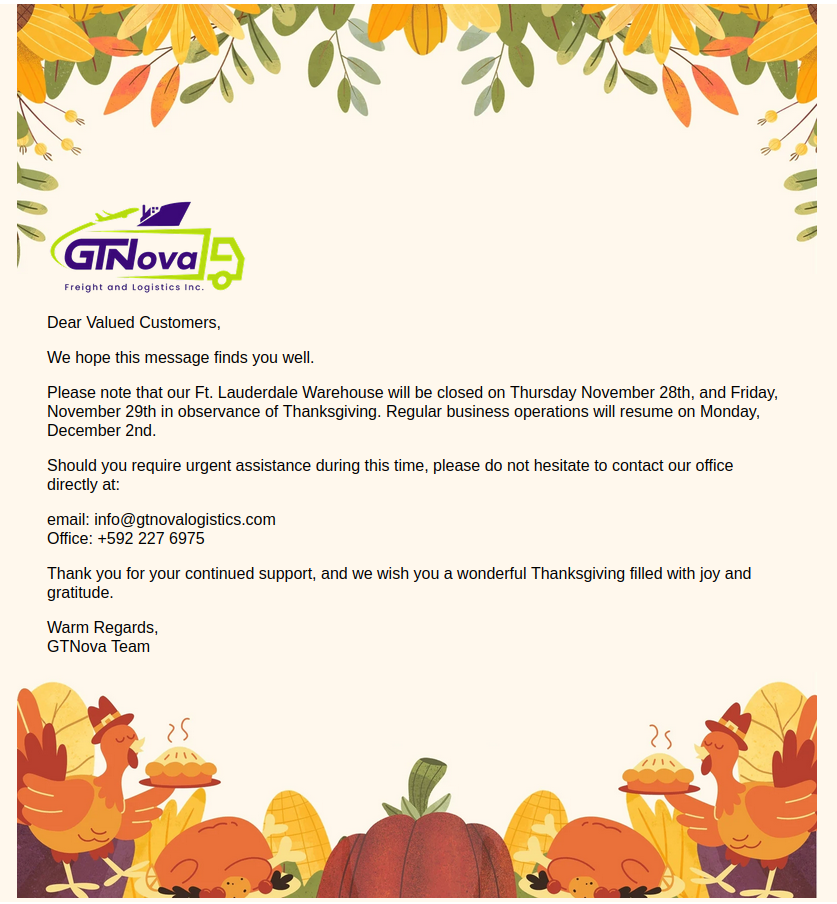 GTNova
Freight and Logistics Inc.
Dear Valued Customers,
We hope this message finds you well.
Please note that our Ft. Lauderdale Warehouse will be closed on Thursday November 28th, and Friday,
November 29th in observance of Thanksgiving. Regular business operations will resume on Monday,
December 2nd.
Should you require urgent assistance during this time, please do not hesitate to contact our office
directly at:
email: info@gtnovalogistics.com
Office: +592 227 6975
Thank you for your continued support, and we wish you a wonderful Thanksgiving filled with joy and
gratitude.
Warm Regards,
GTNova Team